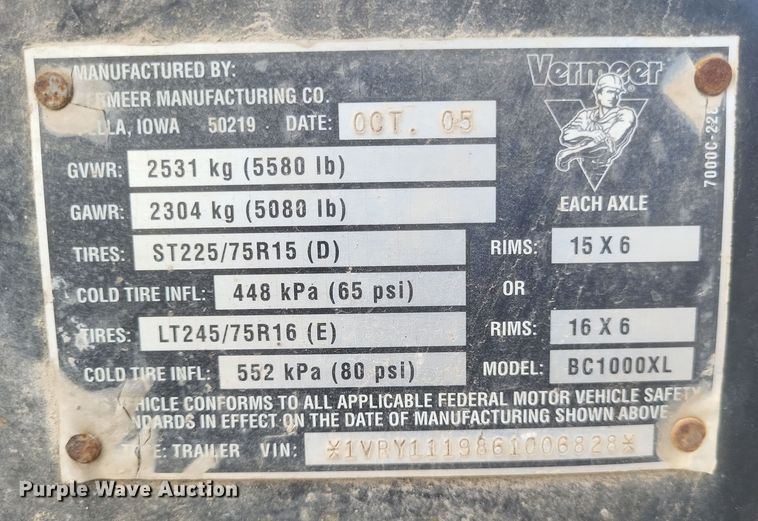 MANUFACTURED BY:
VERMEER MANUFACTURING CO.
PELLA, IOWA 50219 DATE: OCT. 05
Vermeer®
7000C-22
GVWR: 2531 kg (5580 lb)
GAWR: 2304 kg (5080 lb) EACH AXLE
TIRES: ST225/75R15 (D) RIMS: 15 X 6
COLD TIRE INFL: 448 kPa (65 psi) OR
TIRES: LT245/75R16 (E) RIMS: 16 X 6
COLD TIRE INFL: 552 kPa (80 psi) MODEL: BC1000XL
VEHICLE CONFORMS TO ALL APPLICABLE FEDERAL MOTOR VEHICLE SAFETY
STANDARDS IN EFFECT ON THE DATE OF MANUFACTURING SHOWN ABOVE
TYPE: TRAILER VIN: *1VRY1119861006828*
Purple Wave Auction